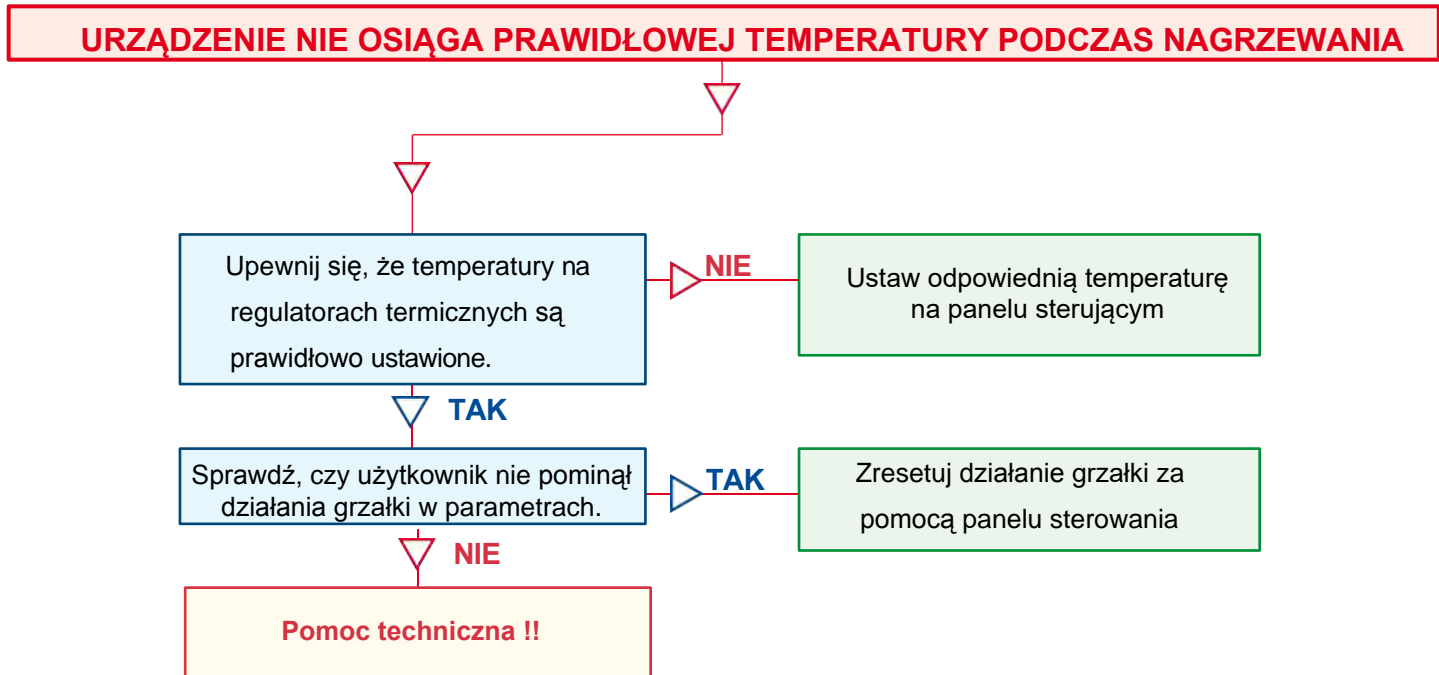 URZĄDZENIE NIE OSIĄGA PRAWIDŁOWEJ TEMPERATURY PODCZAS NAGRZEWANIA
Upewnij się, że temperatury na
regulatorach termicznych są
prawidłowo ustawione.
NIE
Ustaw odpowiednią temperaturę
na panelu sterującym
TAK
Sprawdź, czy użytkownik nie pominął
działania grzałki w parametrach.
TAK
Zresetuj działanie grzałki za
pomocą panelu sterowania
NIE
Pomoc techniczna !!